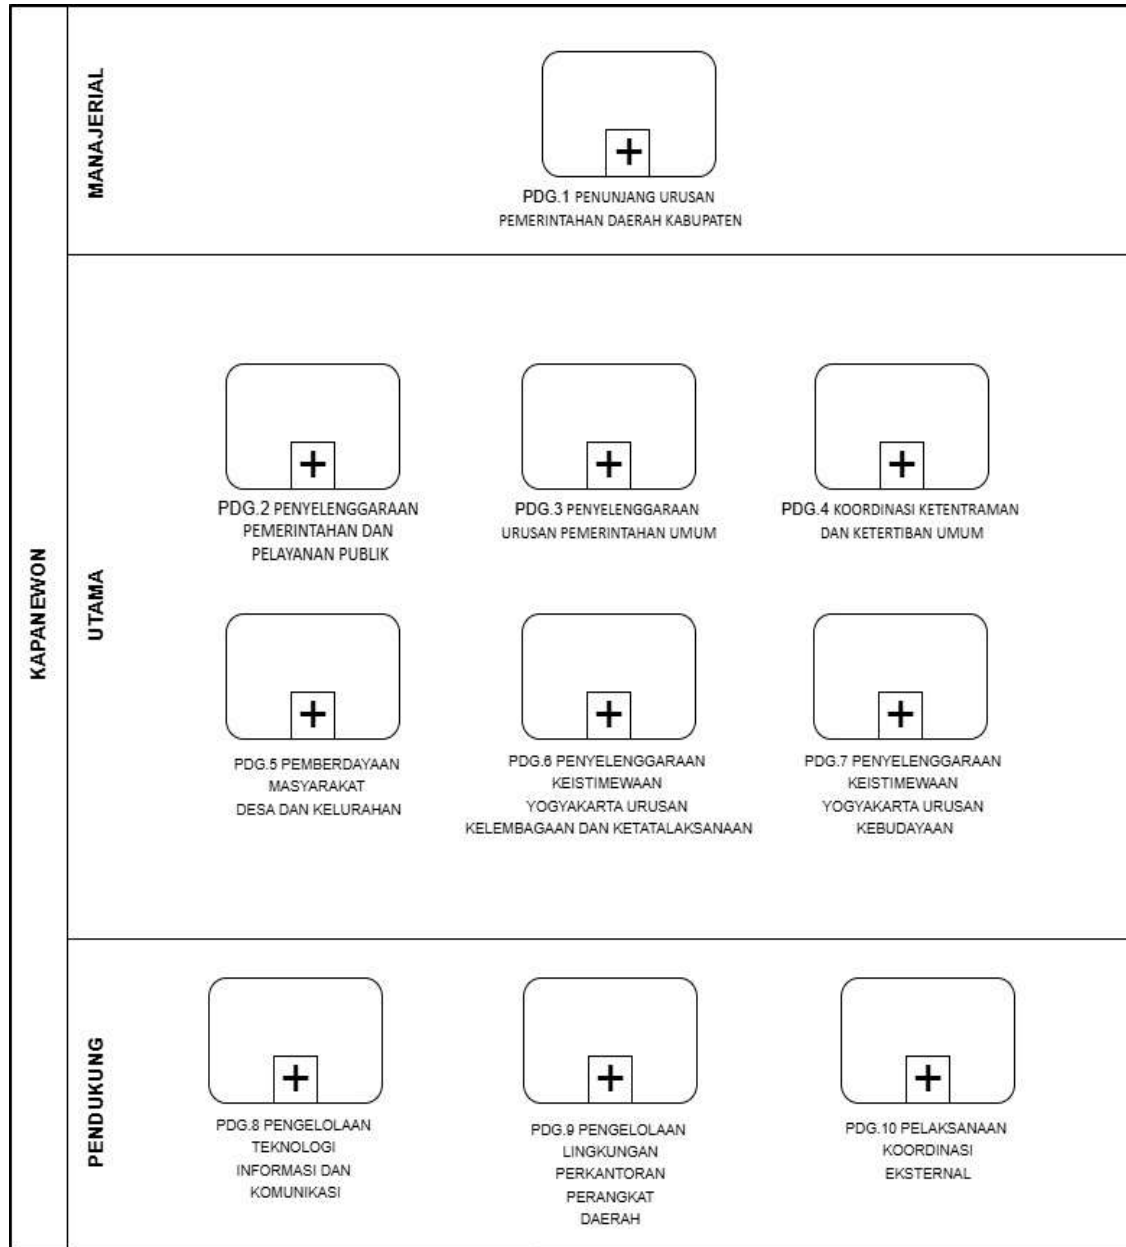 KAPANEWON
MANAJERIAL
PDG.1 PENUNJANG URUSAN
PEMERINTAHAN DAERAH KABUPATEN
UTAMA
PDG.2 PENYELENGGARAAN
PEMERINTAHAN DAN
PELAYANAN PUBLIK
PDG.3 PENYELENGGARAAN
URUSAN PEMERINTAHAN UMUM
PDG.4 KOORDINASI KETENTRAMAN
DAN KETERTIBAN UMUM
PDG.5 PEMBERDAYAAN
MASYARAKAT
DESA DAN KELURAHAN
PDG.6 PENYELENGGARAAN
KEISTIMEWAAN
YOGYAKARTA URUSAN
KELEMBAGAAN DAN KETATALAKSANAAN
PDG.7 PENYELENGGARAAN
KEISTIMEWAAN
YOGYAKARTA URUSAN
KEBUDAYAAN
PENDUKUNG
PDG.8 PENGELOLAAN
TEKNOLOGI
INFORMASI DAN
KOMUNIKASI
PDG.9 PENGELOLAAN
LINGKUNGAN
PERKANTORAN
PERANGKAT
DAERAH
PDG.10 PELAKSANAAN
KOORDINASI
EKSTERNAL